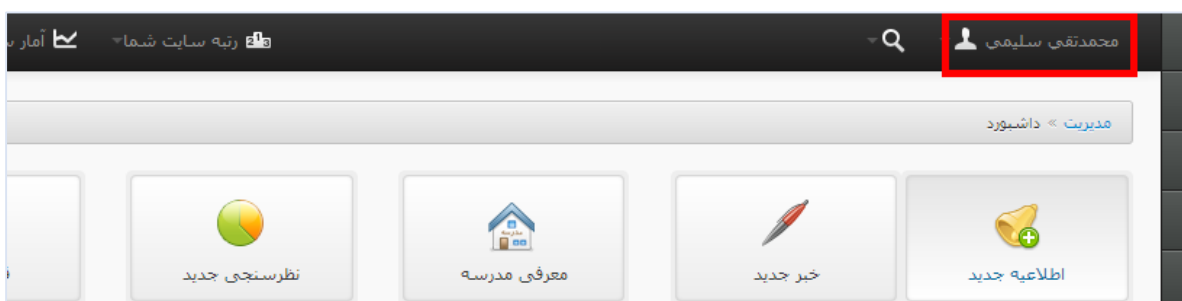 محمدتقی سلیمی
رتبه سایت شما
آمار
مدیریت » داشبورد
اطلاعیه جدید
خبر جدید
معرفی مدرسه
نظرسنجی جدید